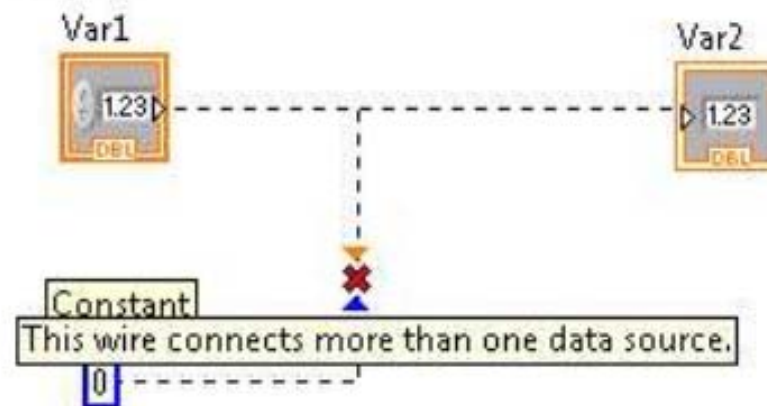 Var1
Var2
1.23
1.23
DBL
DBL
Constant
This wire connects more than one data source.
0